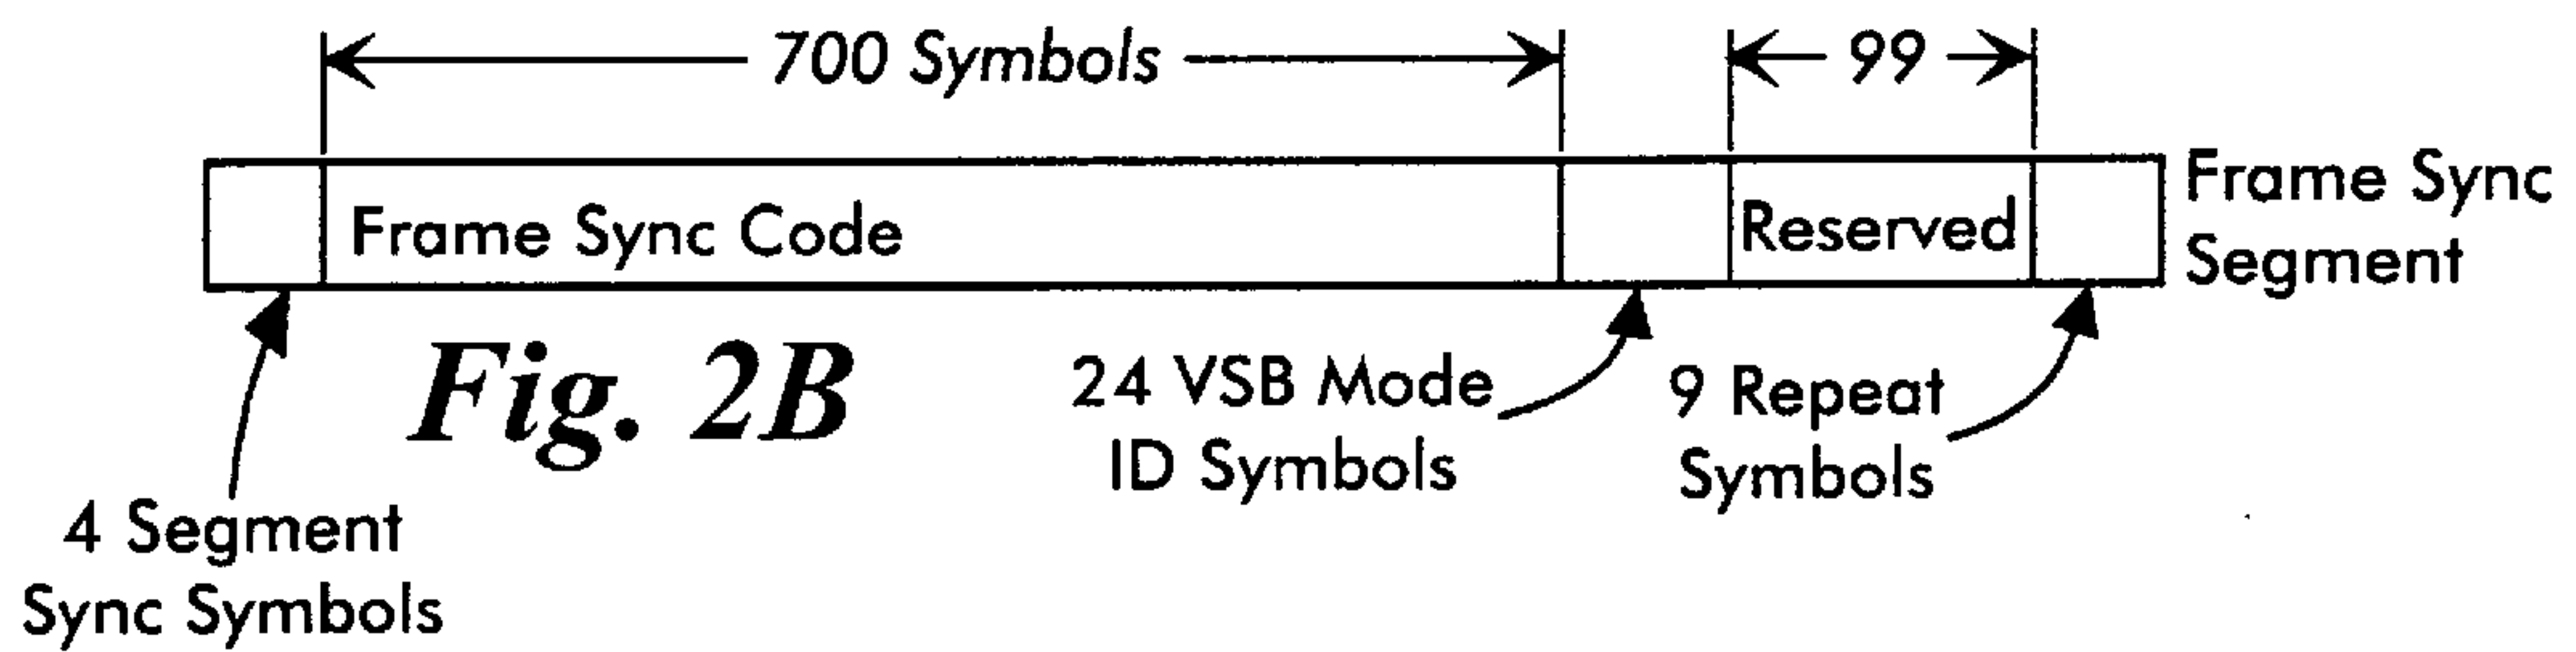 700 Symbols
99
Frame Sync Code
Reserved
Frame Sync
Segment
Fig. 2B
24 VSB Mode
ID Symbols
9 Repeat
Symbols
4 Segment
Sync Symbols